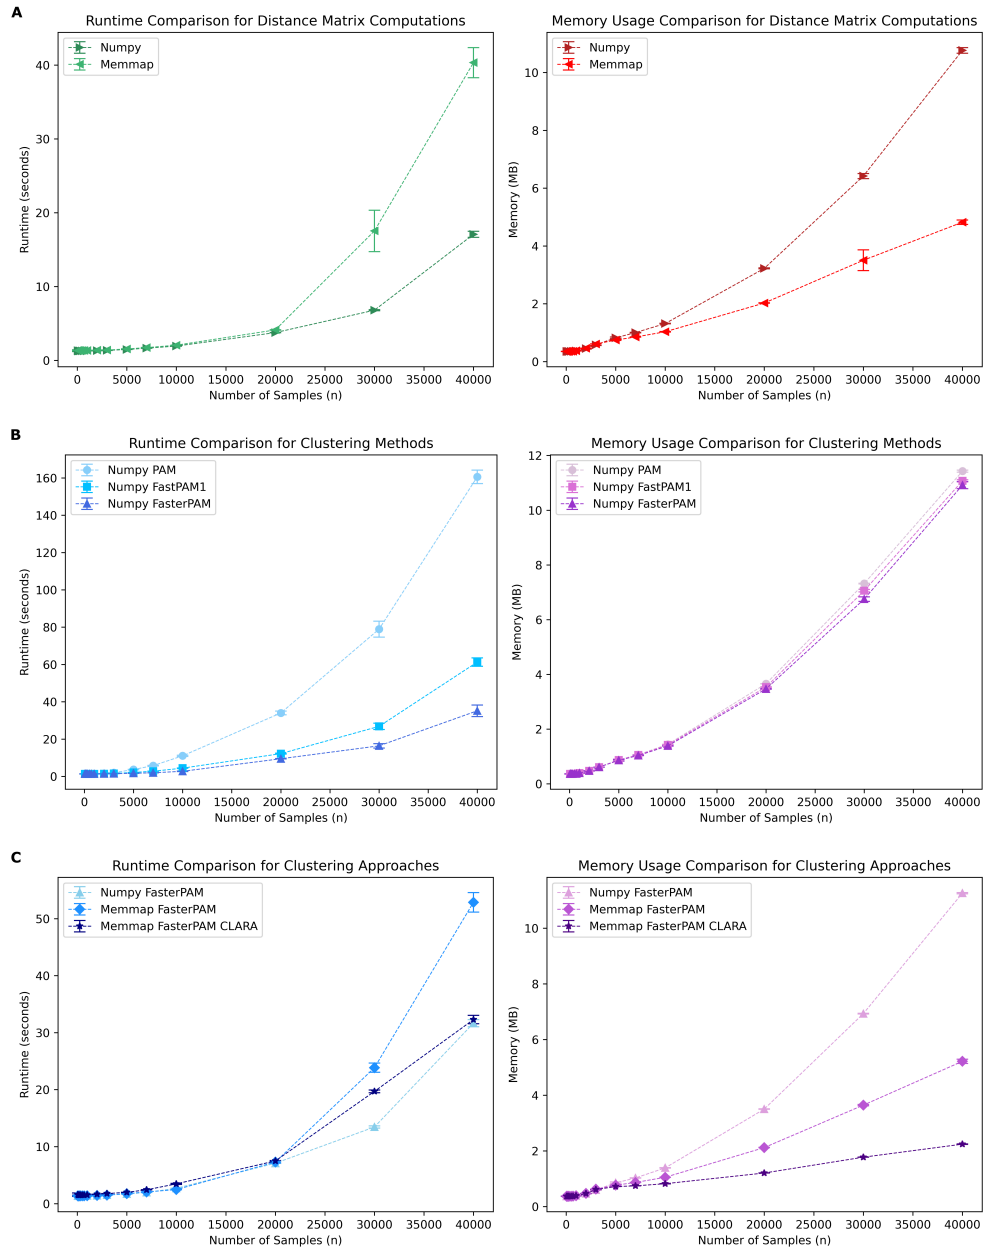 A
Runtime Comparison for Distance Matrix Computations
Numpy
Memmap
Runtime (seconds)
40
30
20
10
0
0 5000 10000 15000 20000 25000 30000 35000 40000
Number of Samples (n)
Memory Usage Comparison for Distance Matrix Computations
Numpy
Memmap
Memory (MB)
10
8
6
4
2
0
0 5000 10000 15000 20000 25000 30000 35000 40000
Number of Samples (n)
B
Runtime Comparison for Clustering Methods
Numpy PAM
Numpy FastPAM1
Numpy FasterPAM
Runtime (seconds)
160
140
120
100
80
60
40
20
0
0 5000 10000 15000 20000 25000 30000 35000 40000
Number of Samples (n)
Memory Usage Comparison for Clustering Methods
Numpy PAM
Numpy FastPAM1
Numpy FasterPAM
Memory (MB)
12
10
8
6
4
2
0
0 5000 10000 15000 20000 25000 30000 35000 40000
Number of Samples (n)
C
Runtime Comparison for Clustering Approaches
Numpy FasterPAM
Memmap FasterPAM
Memmap FasterPAM CLARA
Runtime (seconds)
50
40
30
20
10
0
0 5000 10000 15000 20000 25000 30000 35000 40000
Number of Samples (n)
Memory Usage Comparison for Clustering Approaches
Numpy FasterPAM
Memmap FasterPAM
Memmap FasterPAM CLARA
Memory (MB)
10
8
6
4
2
0
0 5000 10000 15000 20000 25000 30000 35000 40000
Number of Samples (n)